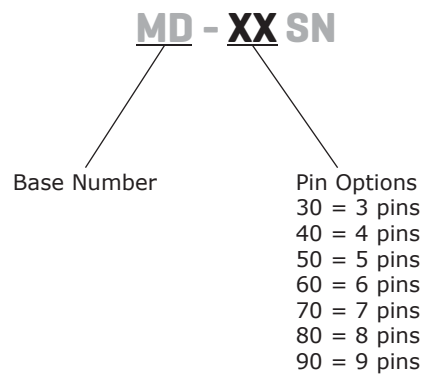 MD - XX SN
Base Number
Pin Options
30 = 3 pins
40 = 4 pins
50 = 5 pins
60 = 6 pins
70 = 7 pins
80 = 8 pins
90 = 9 pins